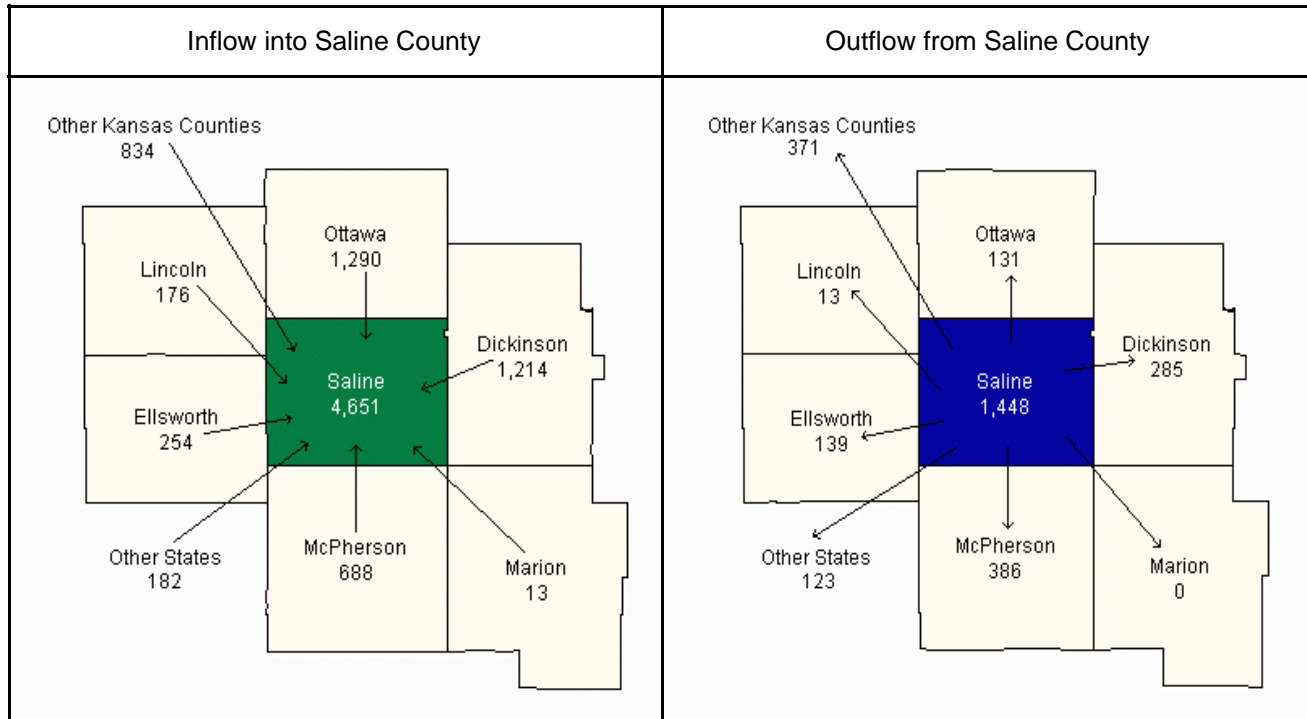 Inflow into Saline County
Outflow from Saline County
Other Kansas Counties
834
Ottawa
1,290
Lincoln
176
Dickinson
1,214
Saline
4,651
Ellsworth
254
Other States
182
McPherson
688
Marion
13
Other Kansas Counties
371
Ottawa
131
Lincoln
13
Dickinson
285
Saline
1,448
Ellsworth
139
Other States
123
McPherson
386
Marion
0